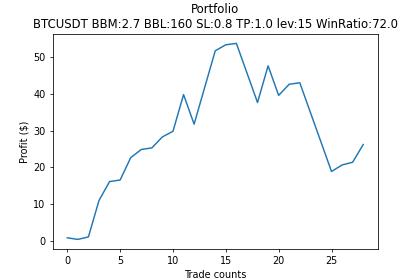 Portfolio
BTCUSDT BBM:2.7 BBL:160 SL:0.8 TP:1.0 lev:15 WinRatio:72.0
50
40
30
20
10
0
Profit ($)
0 5 10 15 20 25
Trade counts